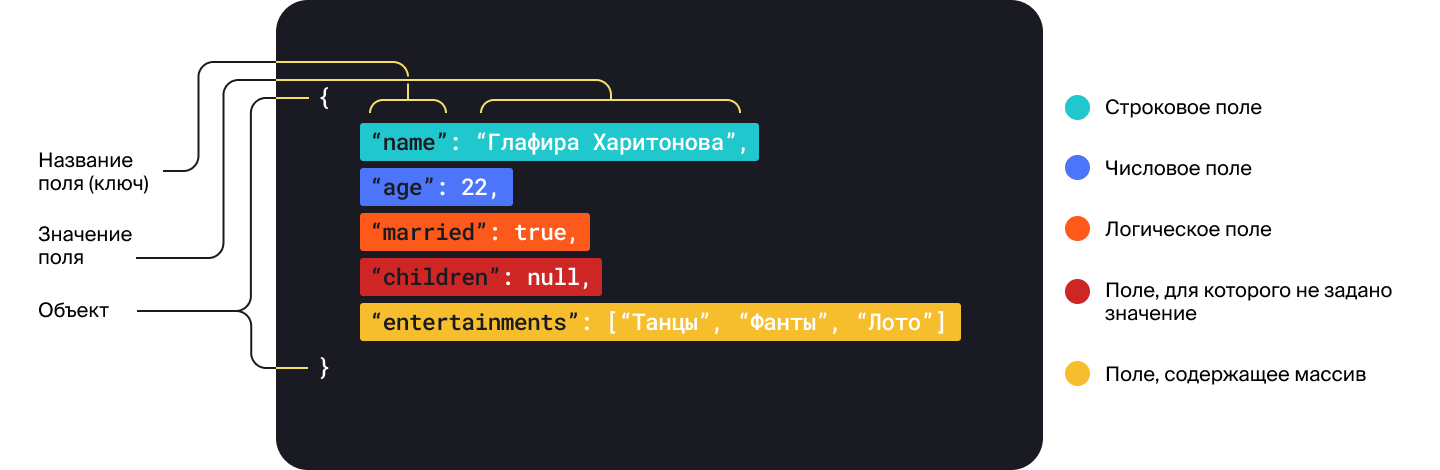 Название
поля (ключ)
Значение
поля
Объект
{
“name”: “Глафира Харитонова”,
“age”: 22,
“married”: true,
“children”: null,
“entertainments”: [“Танцы”, “Фанты”, “Лото”]
}
Строковое поле
Числовое поле
Логическое поле
Поле, для которого не задано
значение
Поле, содержащее массив